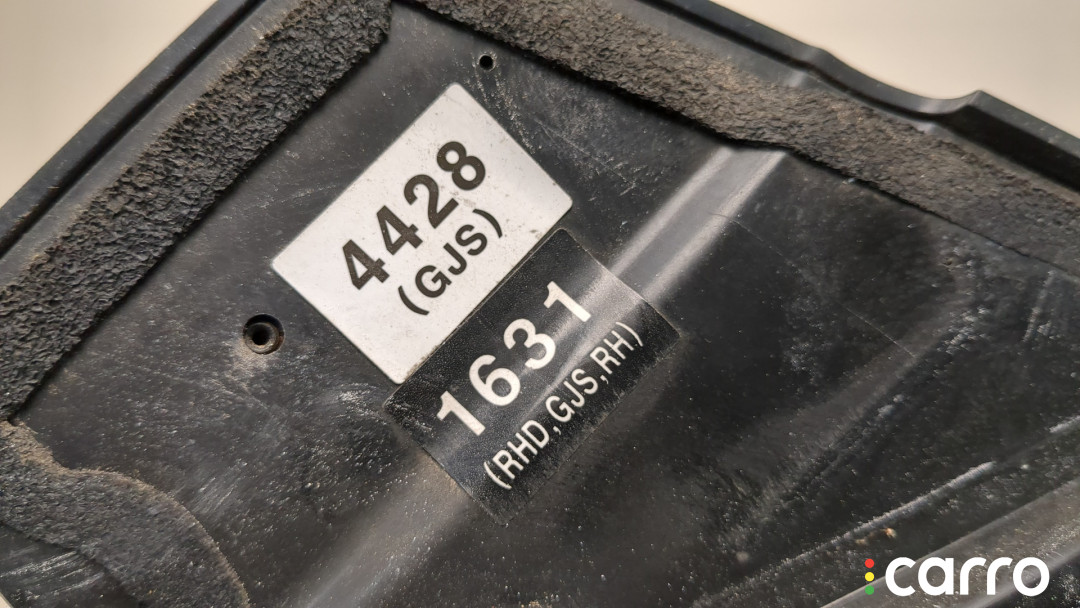 4428
(GJS)
1631
(RHD,GJS,RH)
carro